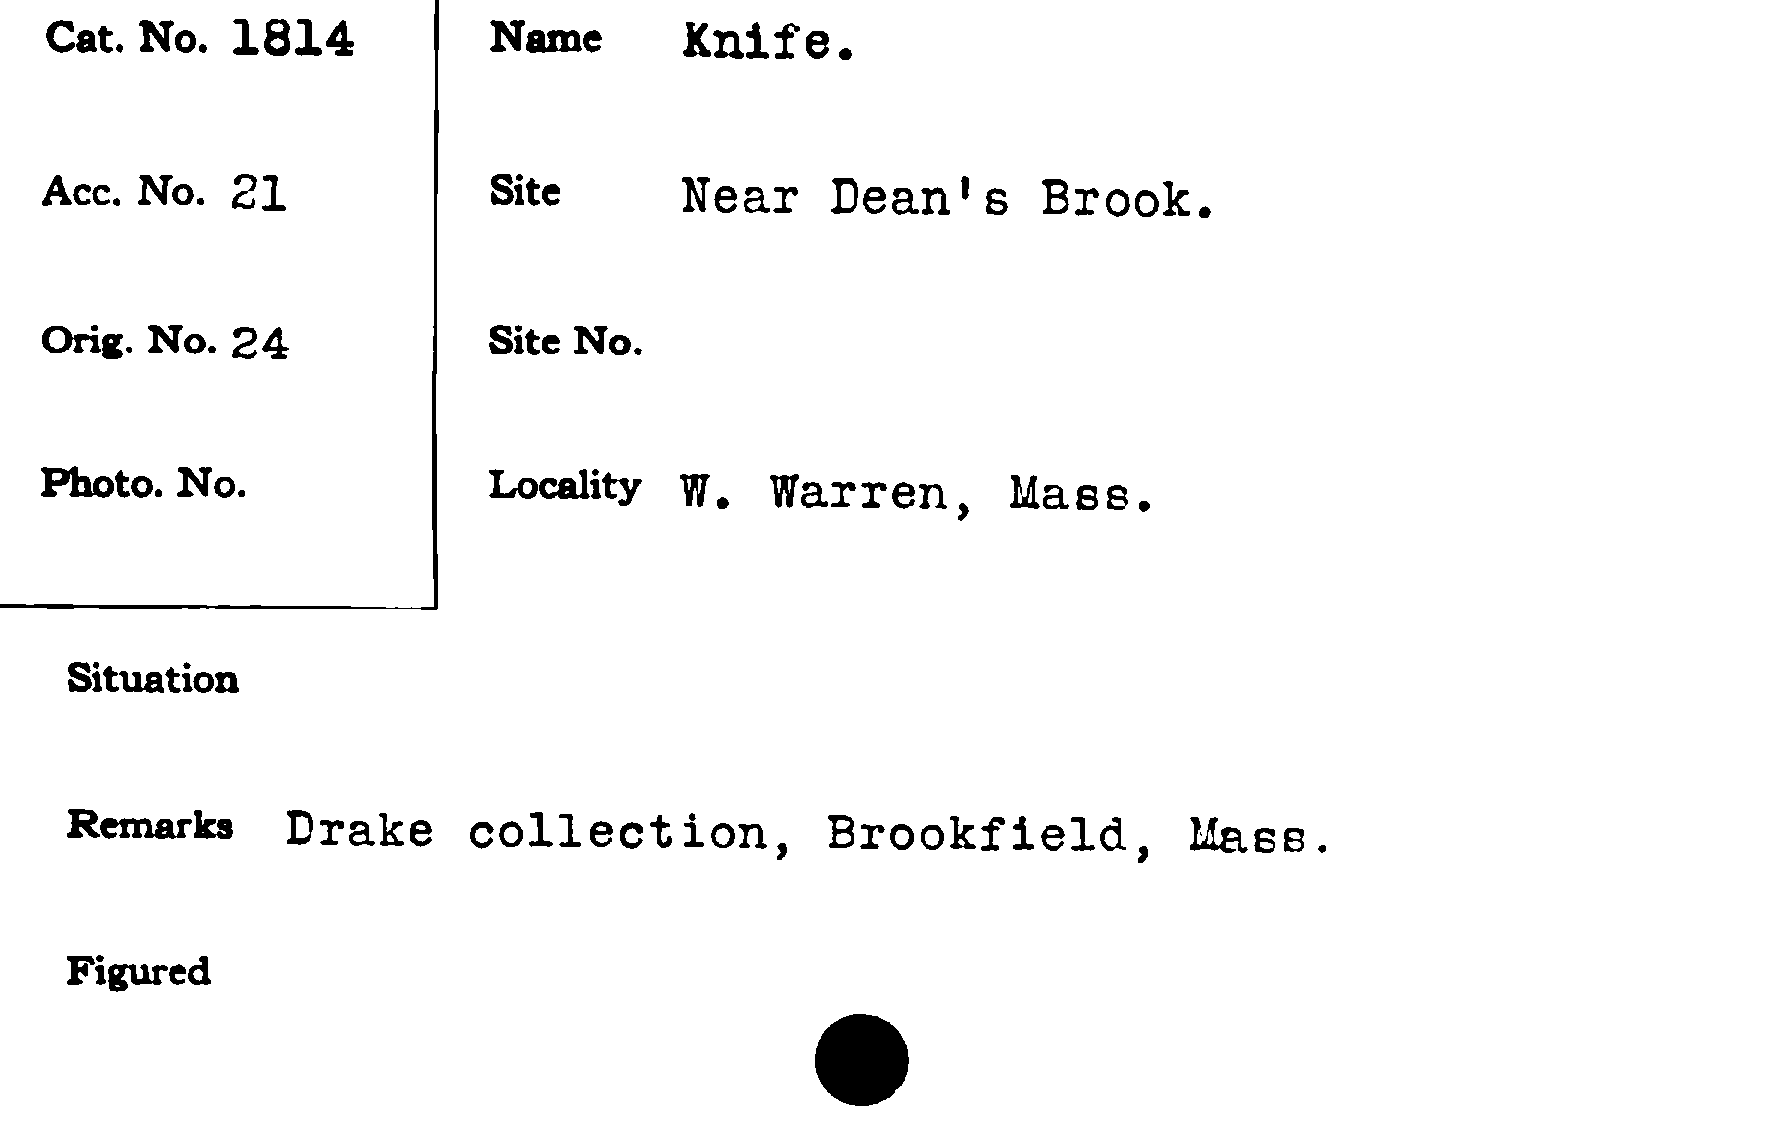 Cat. No. 1814
Name Knife.
Acc. No. 21
Site Near Dean's Brook.
Orig. No. 24
Site No.
Photo. No.
Locality W. Warren, Mass.
Situation
Remarks Drake collection, Brookfield, Mass.
Figured